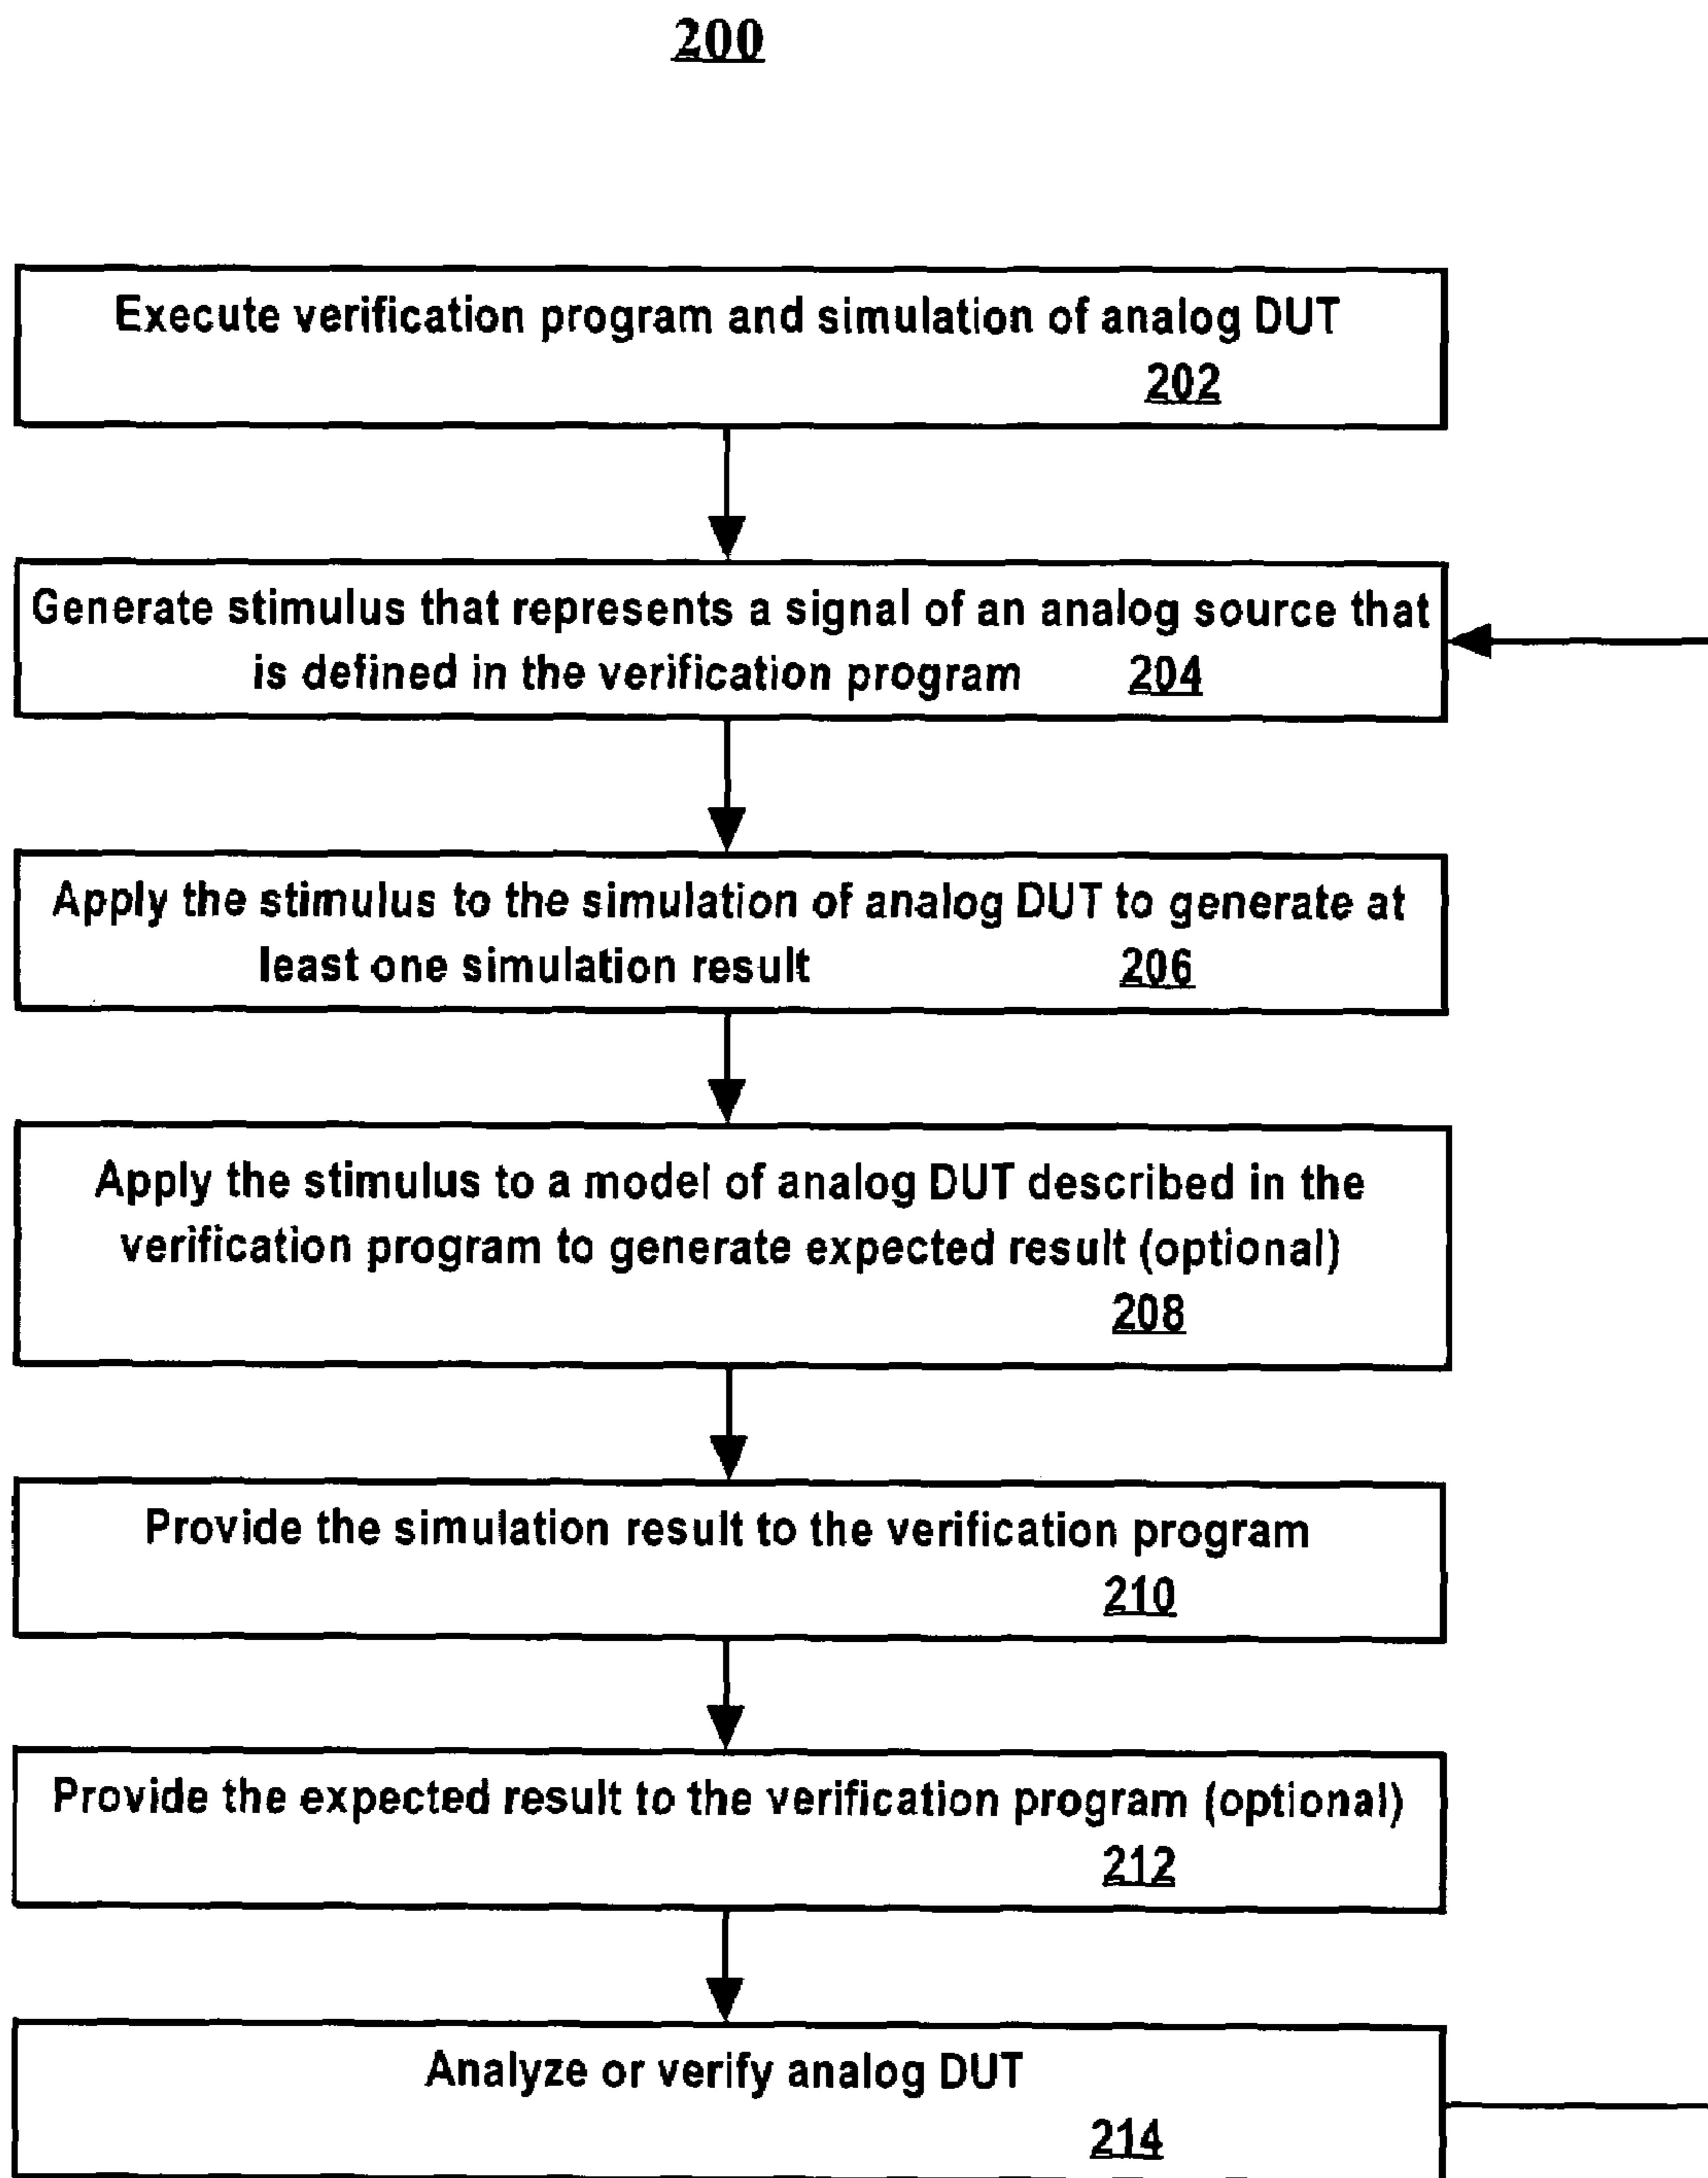 200
Execute verification program and simulation of analog DUT
202
Generate stimulus that represents a signal of an analog source that
is defined in the verification program 204
Apply the stimulus to the simulation of analog DUT to generate at
least one simulation result 206
Apply the stimulus to a model of analog DUT described in the
verification program to generate expected result (optional)
208
Provide the simulation result to the verification program
210
Provide the expected result to the verification program (optional)
212
Analyze or verify analog DUT
214